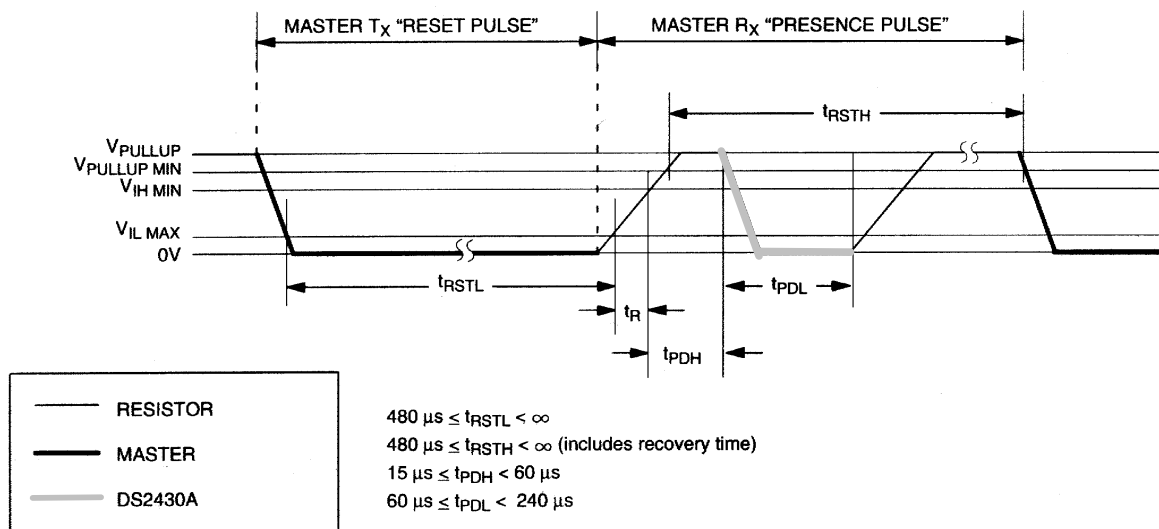 MASTER TX “RESET PULSE”
MASTER RX “PRESENCE PULSE”
tRSTH
VPULLUP
VPULLUP MIN
VIH MIN
VIL MAX
0V
tRSTL
tR
tPDL
tPDH
RESISTOR
MASTER
DS2430A
480 µs ≤ tRSTL < ∞
480 µs ≤ tRSTH < ∞ (includes recovery time)
15 µs ≤ tPDH < 60 µs
60 µs ≤ tPDL < 240 µs